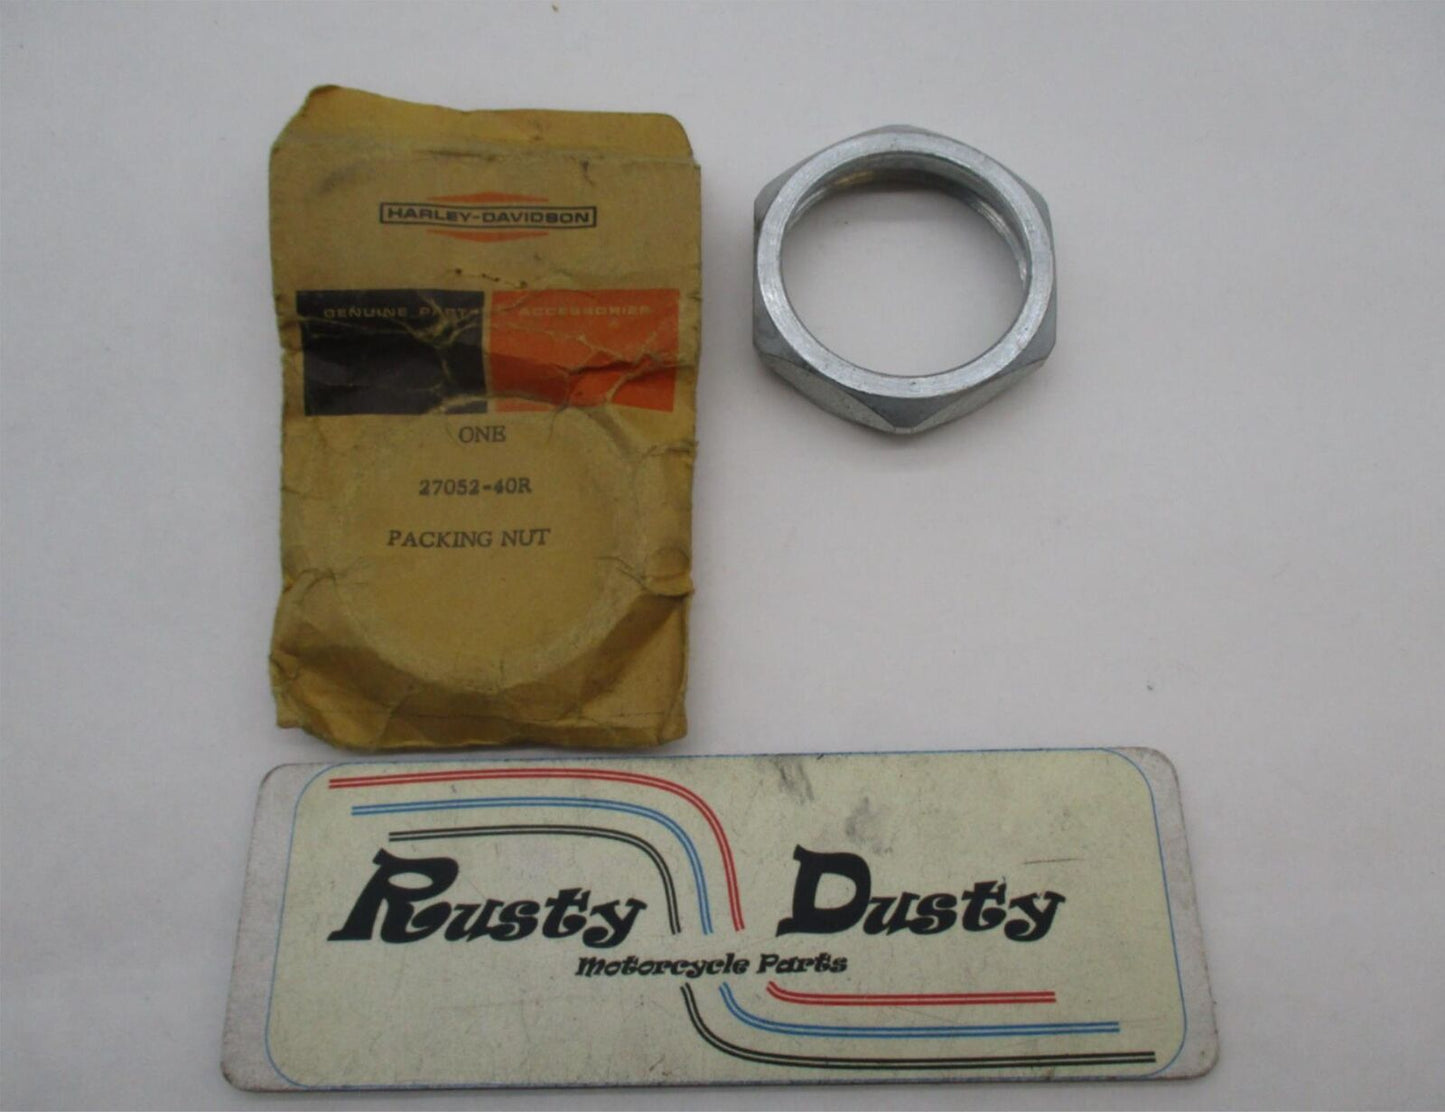 HARLEY-DAVIDSON
GENUINE PARTS ACCESSORIES
ONE
27052-40R
PACKING NUT
Rusty Dusty
Motorcycle Parts